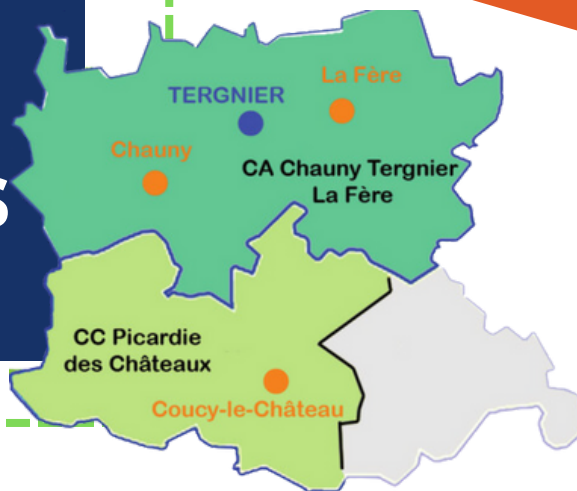 La Fère
TERGNIER
Chauny
CA Chauny Tergnier
La Fère
S
CC Picardie
des Châteaux
Coucy-le-Château